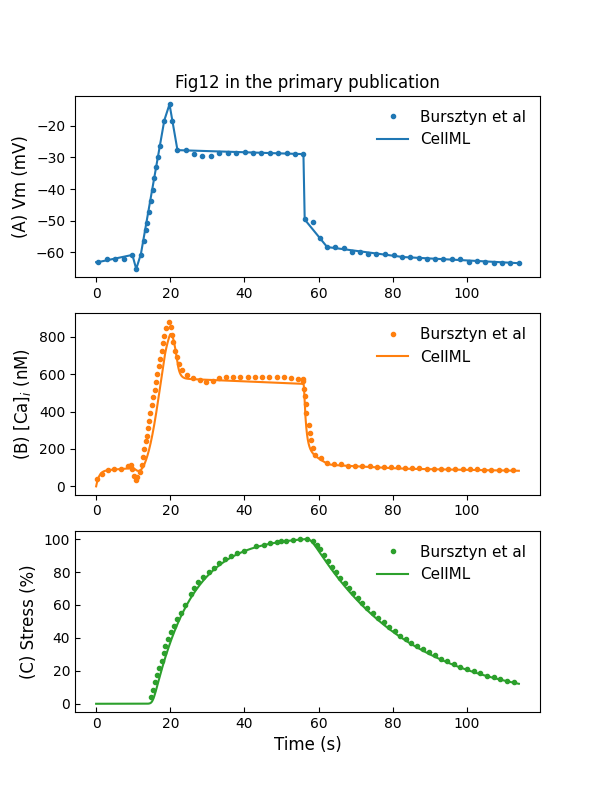 Fig12 in the primary publication
(A) Vm (mV)
−20
−30
−40
−50
−60
Bursztyn et al
CellML
0 20 40 60 80 100
(B) [Ca]ᵢ (nM)
800
600
400
200
0
Bursztyn et al
CellML
0 20 40 60 80 100
(C) Stress (%)
100
80
60
40
20
0
Bursztyn et al
CellML
0 20 40 60 80 100
Time (s)